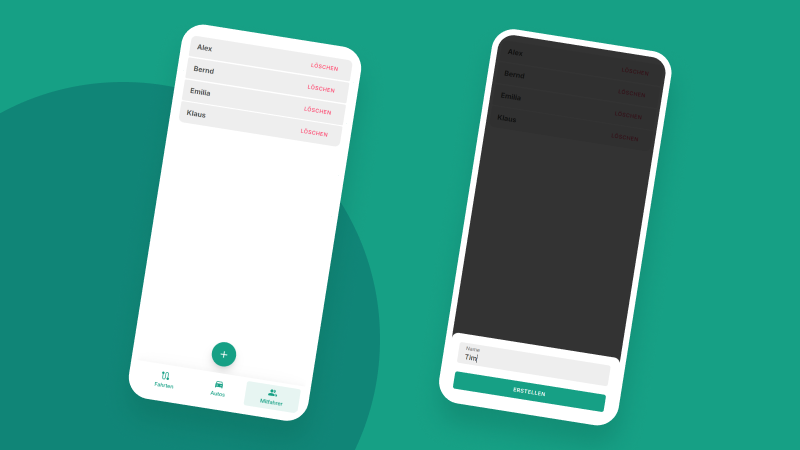 Alex LÖSCHEN
Bernd LÖSCHEN
Emilia LÖSCHEN
Klaus LÖSCHEN
+
Fahrten Autos Mitfahrer
Alex LÖSCHEN
Bernd LÖSCHEN
Emilia LÖSCHEN
Klaus LÖSCHEN
Name
Tim
ERSTELLEN